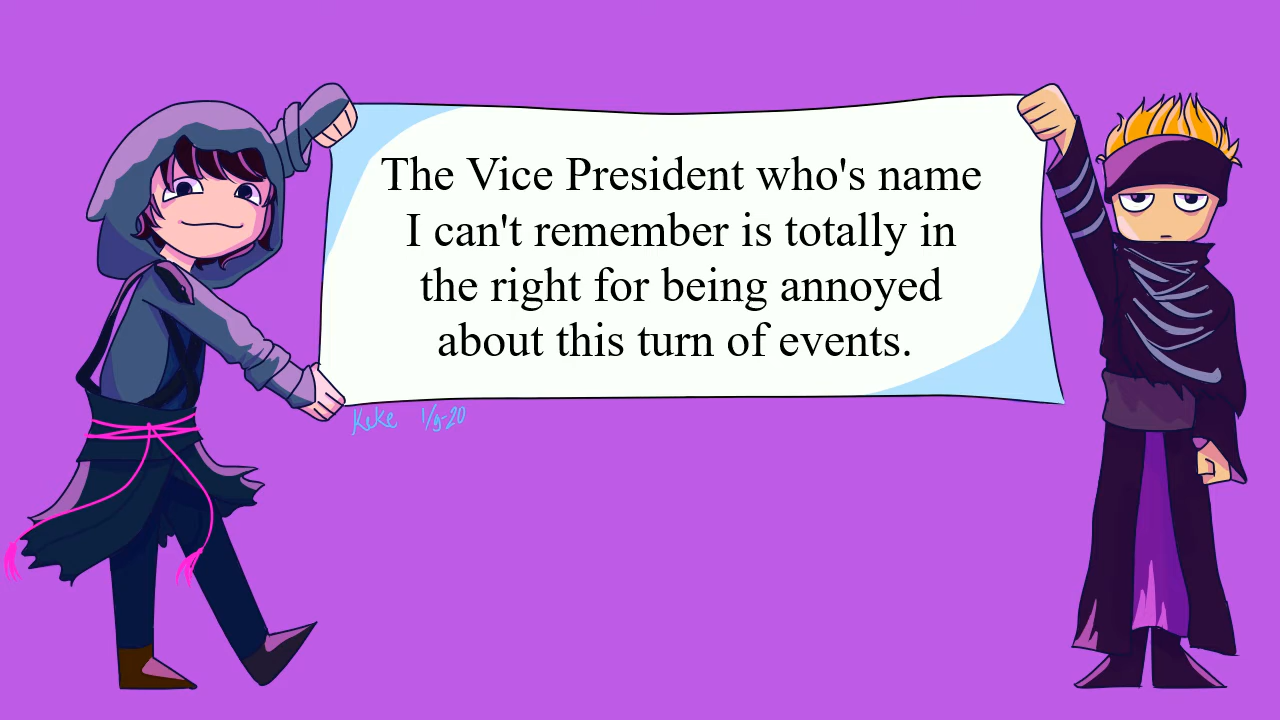 The Vice President who's name
I can't remember is totally in
the right for being annoyed
about this turn of events.
KeKe 1/9-20